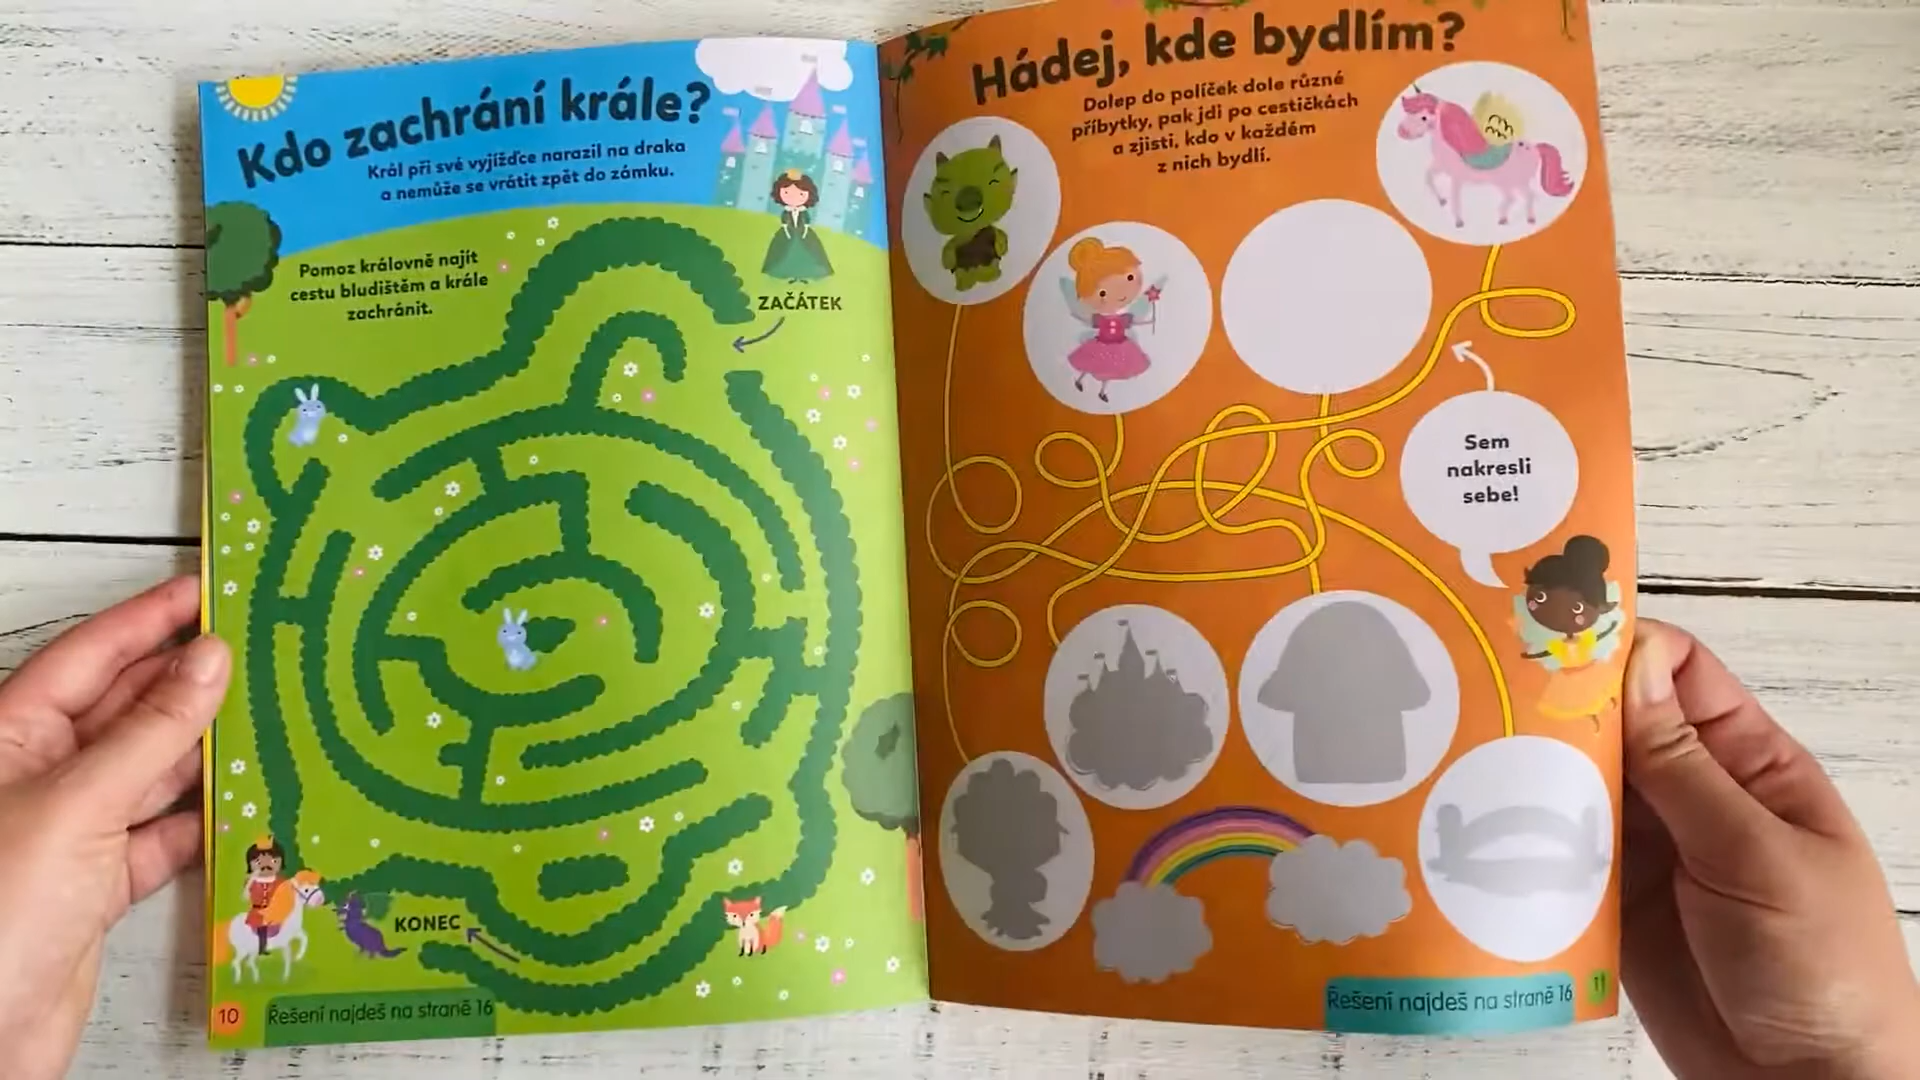 Kdo zachrání krále?
Král při své vyjížďce narazil na draka
a nemůže se vrátit zpět do zámku.
Pomoz královně najít
cestu bludištěm a krále
zachránit.
ZAČÁTEK
KONEC
10
Řešení najdeš na straně 16
Hádej, kde bydlím?
Dolep do políček dole různé
příbytky, pak jdi po cestičkách
a zjisti, kdo v každém
z nich bydlí.
Sem
nakresli
sebe!
Řešení najdeš na straně 16
11